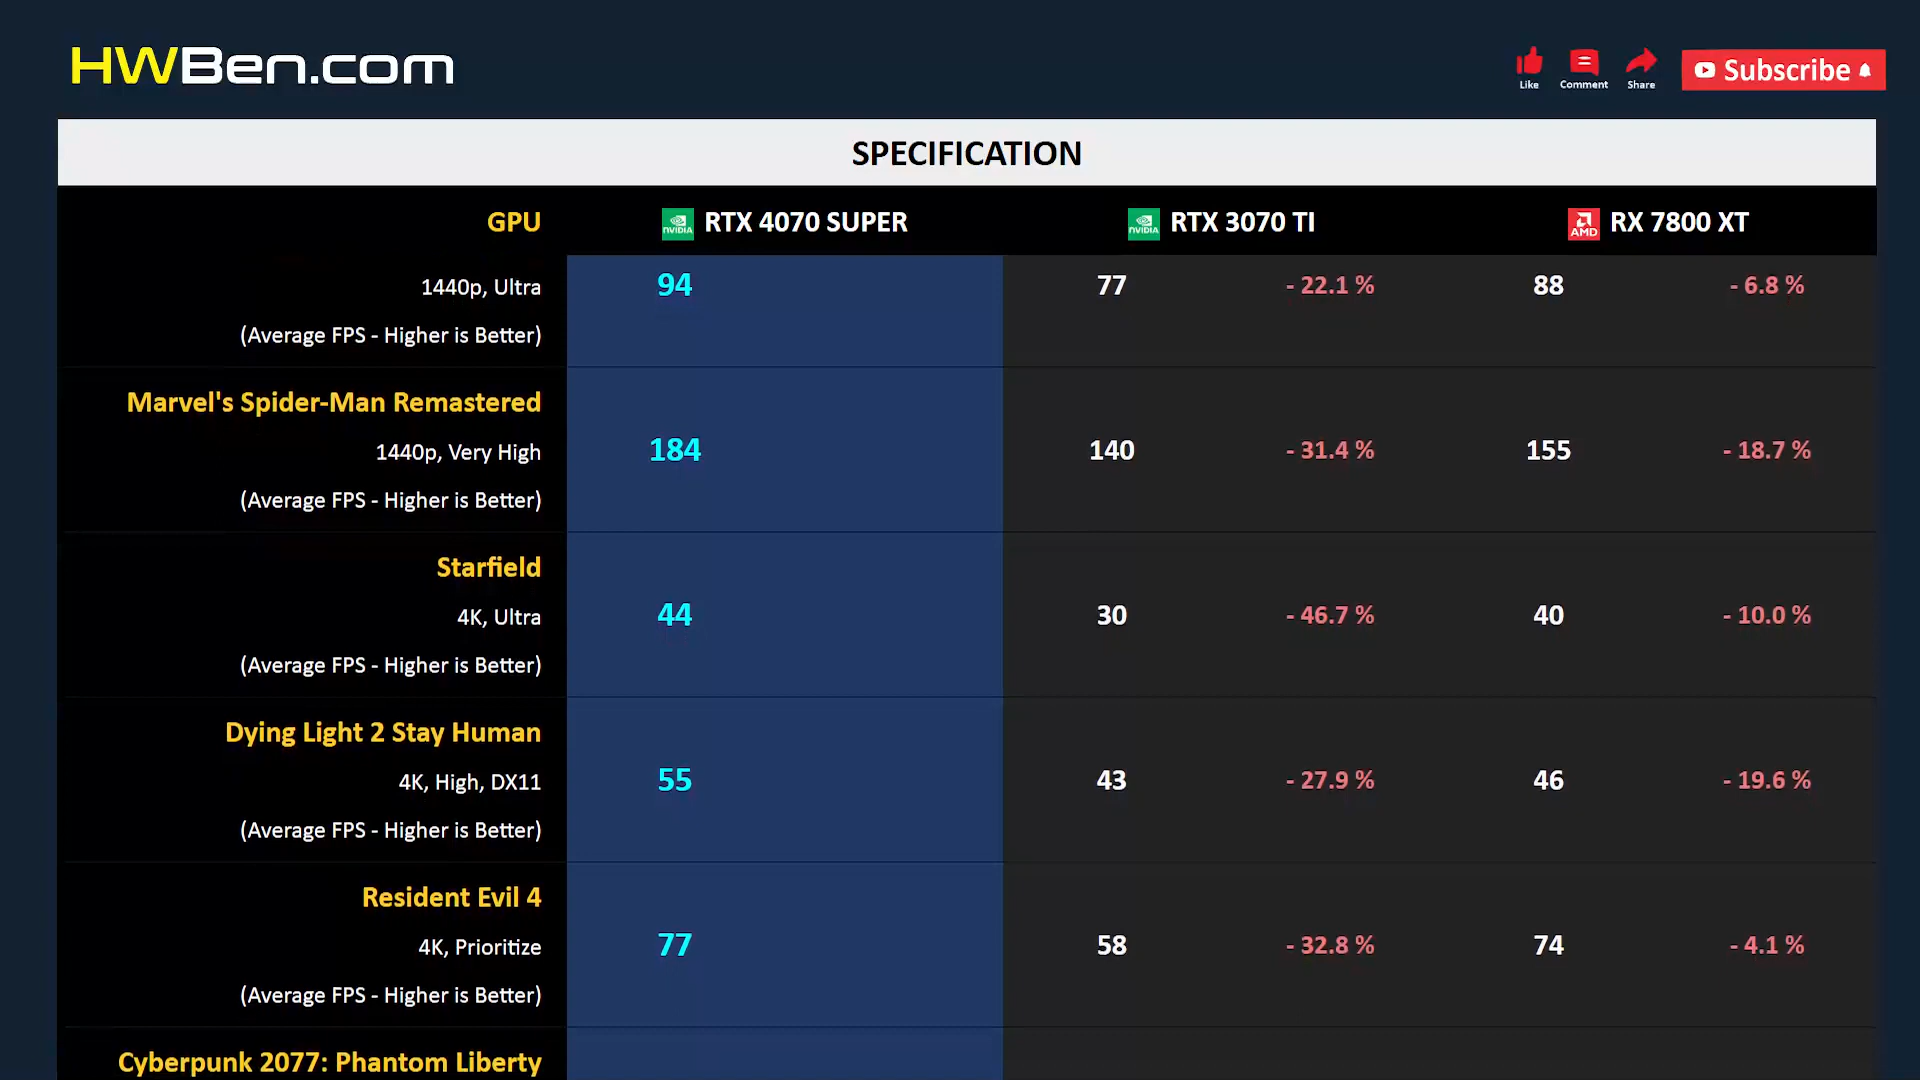 HWBen.com
Like
Comment
Share
Subscribe
SPECIFICATION
GPU
NVIDIA RTX 4070 SUPER
NVIDIA RTX 3070 TI
AMD RX 7800 XT
1440p, Ultra
(Average FPS - Higher is Better)
94
77
- 22.1 %
88
- 6.8 %
Marvel's Spider-Man Remastered
1440p, Very High
(Average FPS - Higher is Better)
184
140
- 31.4 %
155
- 18.7 %
Starfield
4K, Ultra
(Average FPS - Higher is Better)
44
30
- 46.7 %
40
- 10.0 %
Dying Light 2 Stay Human
4K, High, DX11
(Average FPS - Higher is Better)
55
43
- 27.9 %
46
- 19.6 %
Resident Evil 4
4K, Prioritize
(Average FPS - Higher is Better)
77
58
- 32.8 %
74
- 4.1 %
Cyberpunk 2077: Phantom Liberty